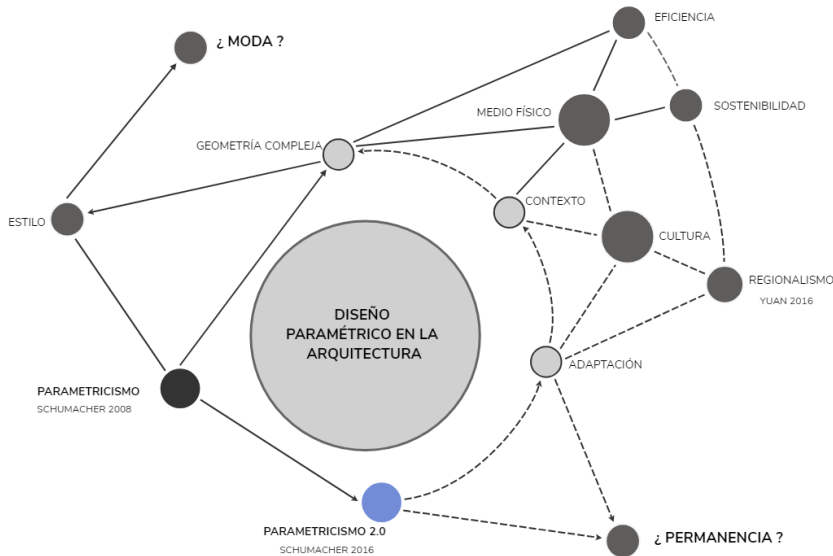 EFICIENCIA
¿ MODA ?
MEDIO FÍSICO
SOSTENIBILIDAD
GEOMETRÍA COMPLEJA
CONTEXTO
ESTILO
CULTURA
REGIONALISMO
YUAN 2016
DISEÑO
PARAMÉTRICO EN LA
ARQUITECTURA
ADAPTACIÓN
PARAMETRICISMO
SCHUMACHER 2008
PARAMETRICISMO 2.0
SCHUMACHER 2016
¿ PERMANENCIA ?